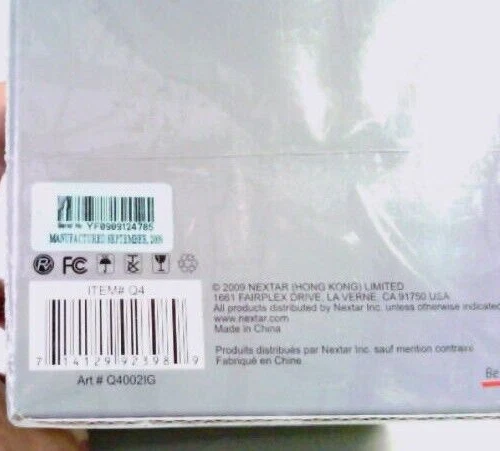 Serial No YF0909124785
MANUFACTURED SEPTEMBER, 2009
R FC
ITEM# Q4
7 14129 92398 9
Art # Q4002IG
© 2009 NEXTAR (HONG KONG) LIMITED
1661 FAIRPLEX DRIVE, LA VERNE, CA 91750 USA
All products distributed by Nextar Inc. unless otherwise indicated
www.nextar.com
Made in China
Produits distribués par Nextar Inc. sauf mention contraire
Fabriqué en Chine
Be